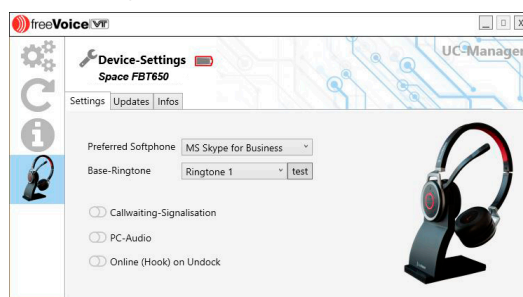 freeVoice VT
UC-Manager
Device-Settings
Space FBT650
Settings Updates Infos
Preferred Softphone MS Skype for Business
Base-Ringtone Ringtone 1 test
Callwaiting-Signalisation
PC-Audio
Online (Hook) on Undock